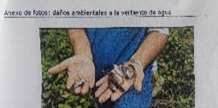 Anexo de fotos: daños ambientales a la vertiente de agua